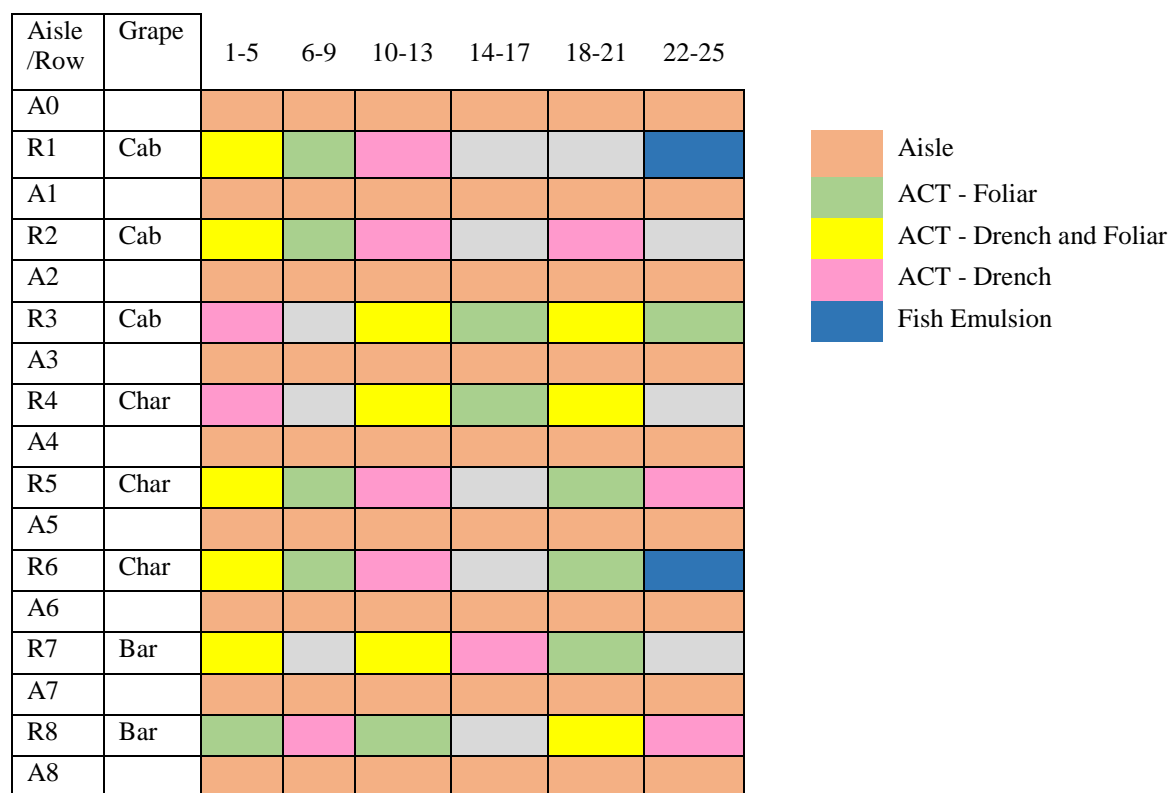 Aisle /Row Grape 1-5 6-9 10-13 14-17 18-21 22-25
A0
R1 Cab
A1
R2 Cab
A2
R3 Cab
A3
R4 Char
A4
R5 Char
A5
R6 Char
A6
R7 Bar
A7
R8 Bar
A8
Aisle
ACT - Foliar
ACT - Drench and Foliar
ACT - Drench
Fish Emulsion